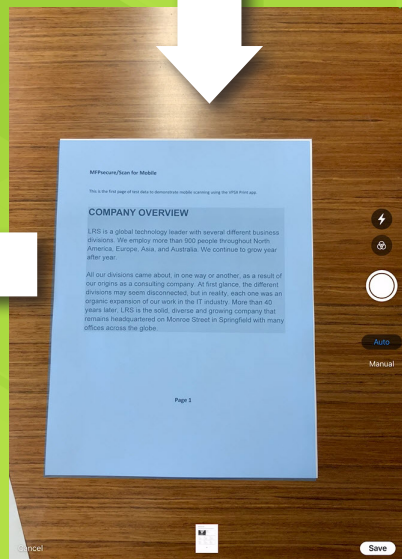 MFPsecure/Scan for Mobile
This is the first page of test data to demonstrate mobile scanning using the VPSX Print app.
COMPANY OVERVIEW
LRS is a global technology leader with several different business
divisions. We employ more than 900 people throughout North
America, Europe, Asia, and Australia. We continue to grow year
after year.
All our divisions came about, in one way or another, as a result of
our origins as a consulting company. At first glance, the different
divisions may seem disconnected, but in reality, each one was an
organic expansion of our work in the IT industry. More than 40
years later, LRS is the solid, diverse and growing company that
remains headquartered on Monroe Street in Springfield with many
offices across the globe
Auto
Manual
Page 1
Cancel
Save